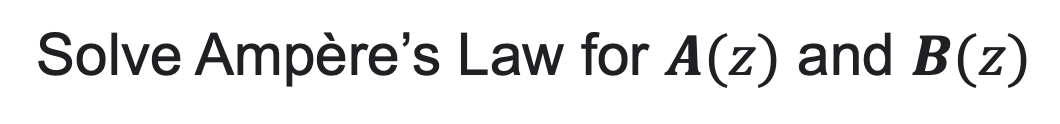 Solve Ampère’s Law for 𝑨(𝑧) and 𝑩(𝑧)